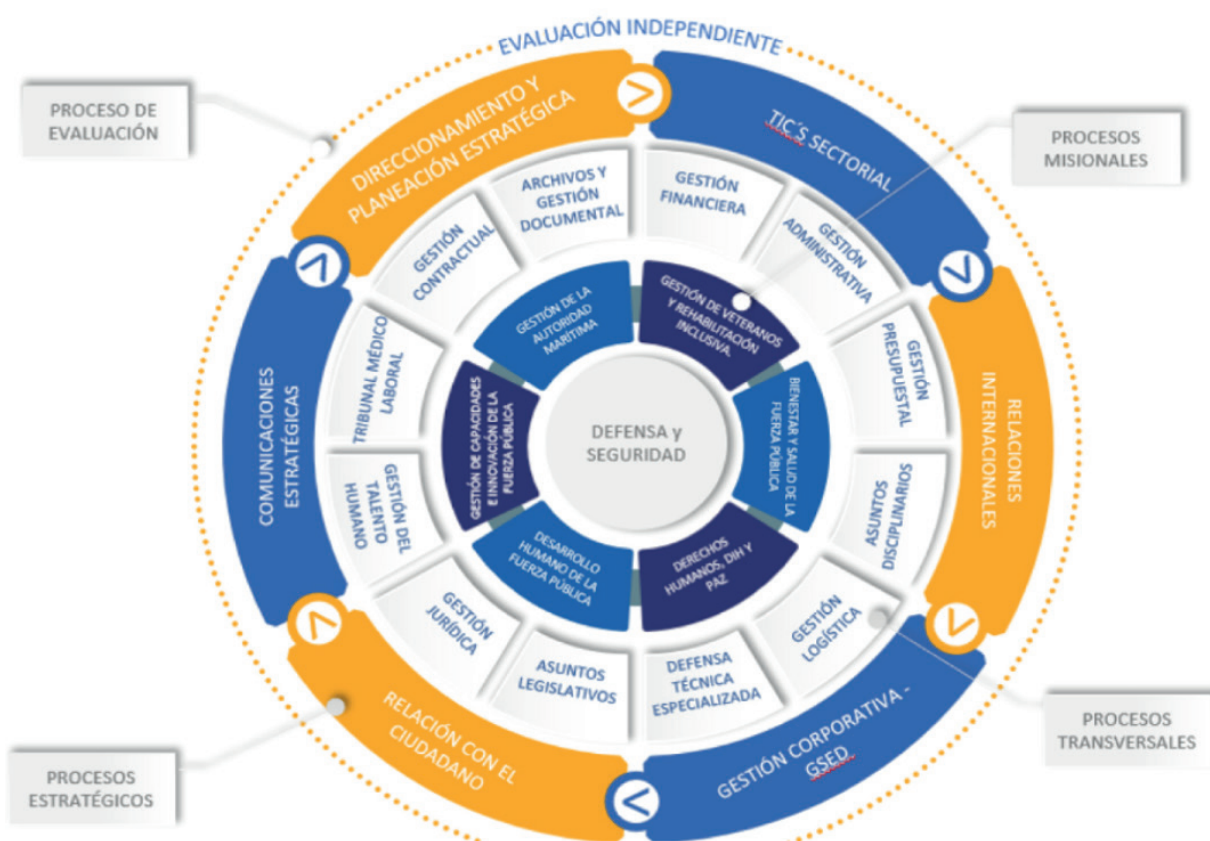 EVALUACIÓN INDEPENDIENTE
PROCESO DE
EVALUACIÓN
DIRECCIONAMIENTO Y
PLANEACIÓN ESTRATÉGICA
TIC´S SECTORIAL
PROCESOS
MISIONALES
ARCHIVOS Y
GESTIÓN
DOCUMENTAL
GESTIÓN
FINANCIERA
GESTIÓN
CONTRACTUAL
GESTIÓN
ADMINISTRATIVA
GESTIÓN DE LA
AUTORIDAD
MARÍTIMA
GESTIÓN DE VETERANOS
Y REHABILITACIÓN
INCLUSIVA.
TRIBUNAL MÉDICO
LABORAL
GESTIÓN
PRESUPUESTAL
COMUNICACIONES
ESTRATÉGICAS
GESTIÓN DE CAPACIDADES
E INNOVACIÓN DE LA
FUERZA PÚBLICA
DEFENSA y
SEGURIDAD
BIENESTAR Y SALUD DE LA
FUERZA PÚBLICA
RELACIONES
INTERNACIONALES
GESTIÓN DEL
TALENTO
HUMANO
ASUNTOS
DISCIPLINARIOS
DESARROLLO
HUMANO DE LA
FUERZA PÚBLICA
DERECHOS
HUMANOS, DIH Y
PAZ
GESTIÓN
JURÍDICA
GESTIÓN
LOGÍSTICA
ASUNTOS
LEGISLATIVOS
DEFENSA
TÉCNICA
ESPECIALIZADA
RELACIÓN CON EL
CIUDADANO
GESTIÓN CORPORATIVA -
GSED
PROCESOS
TRANSVERSALES
PROCESOS
ESTRATÉGICOS